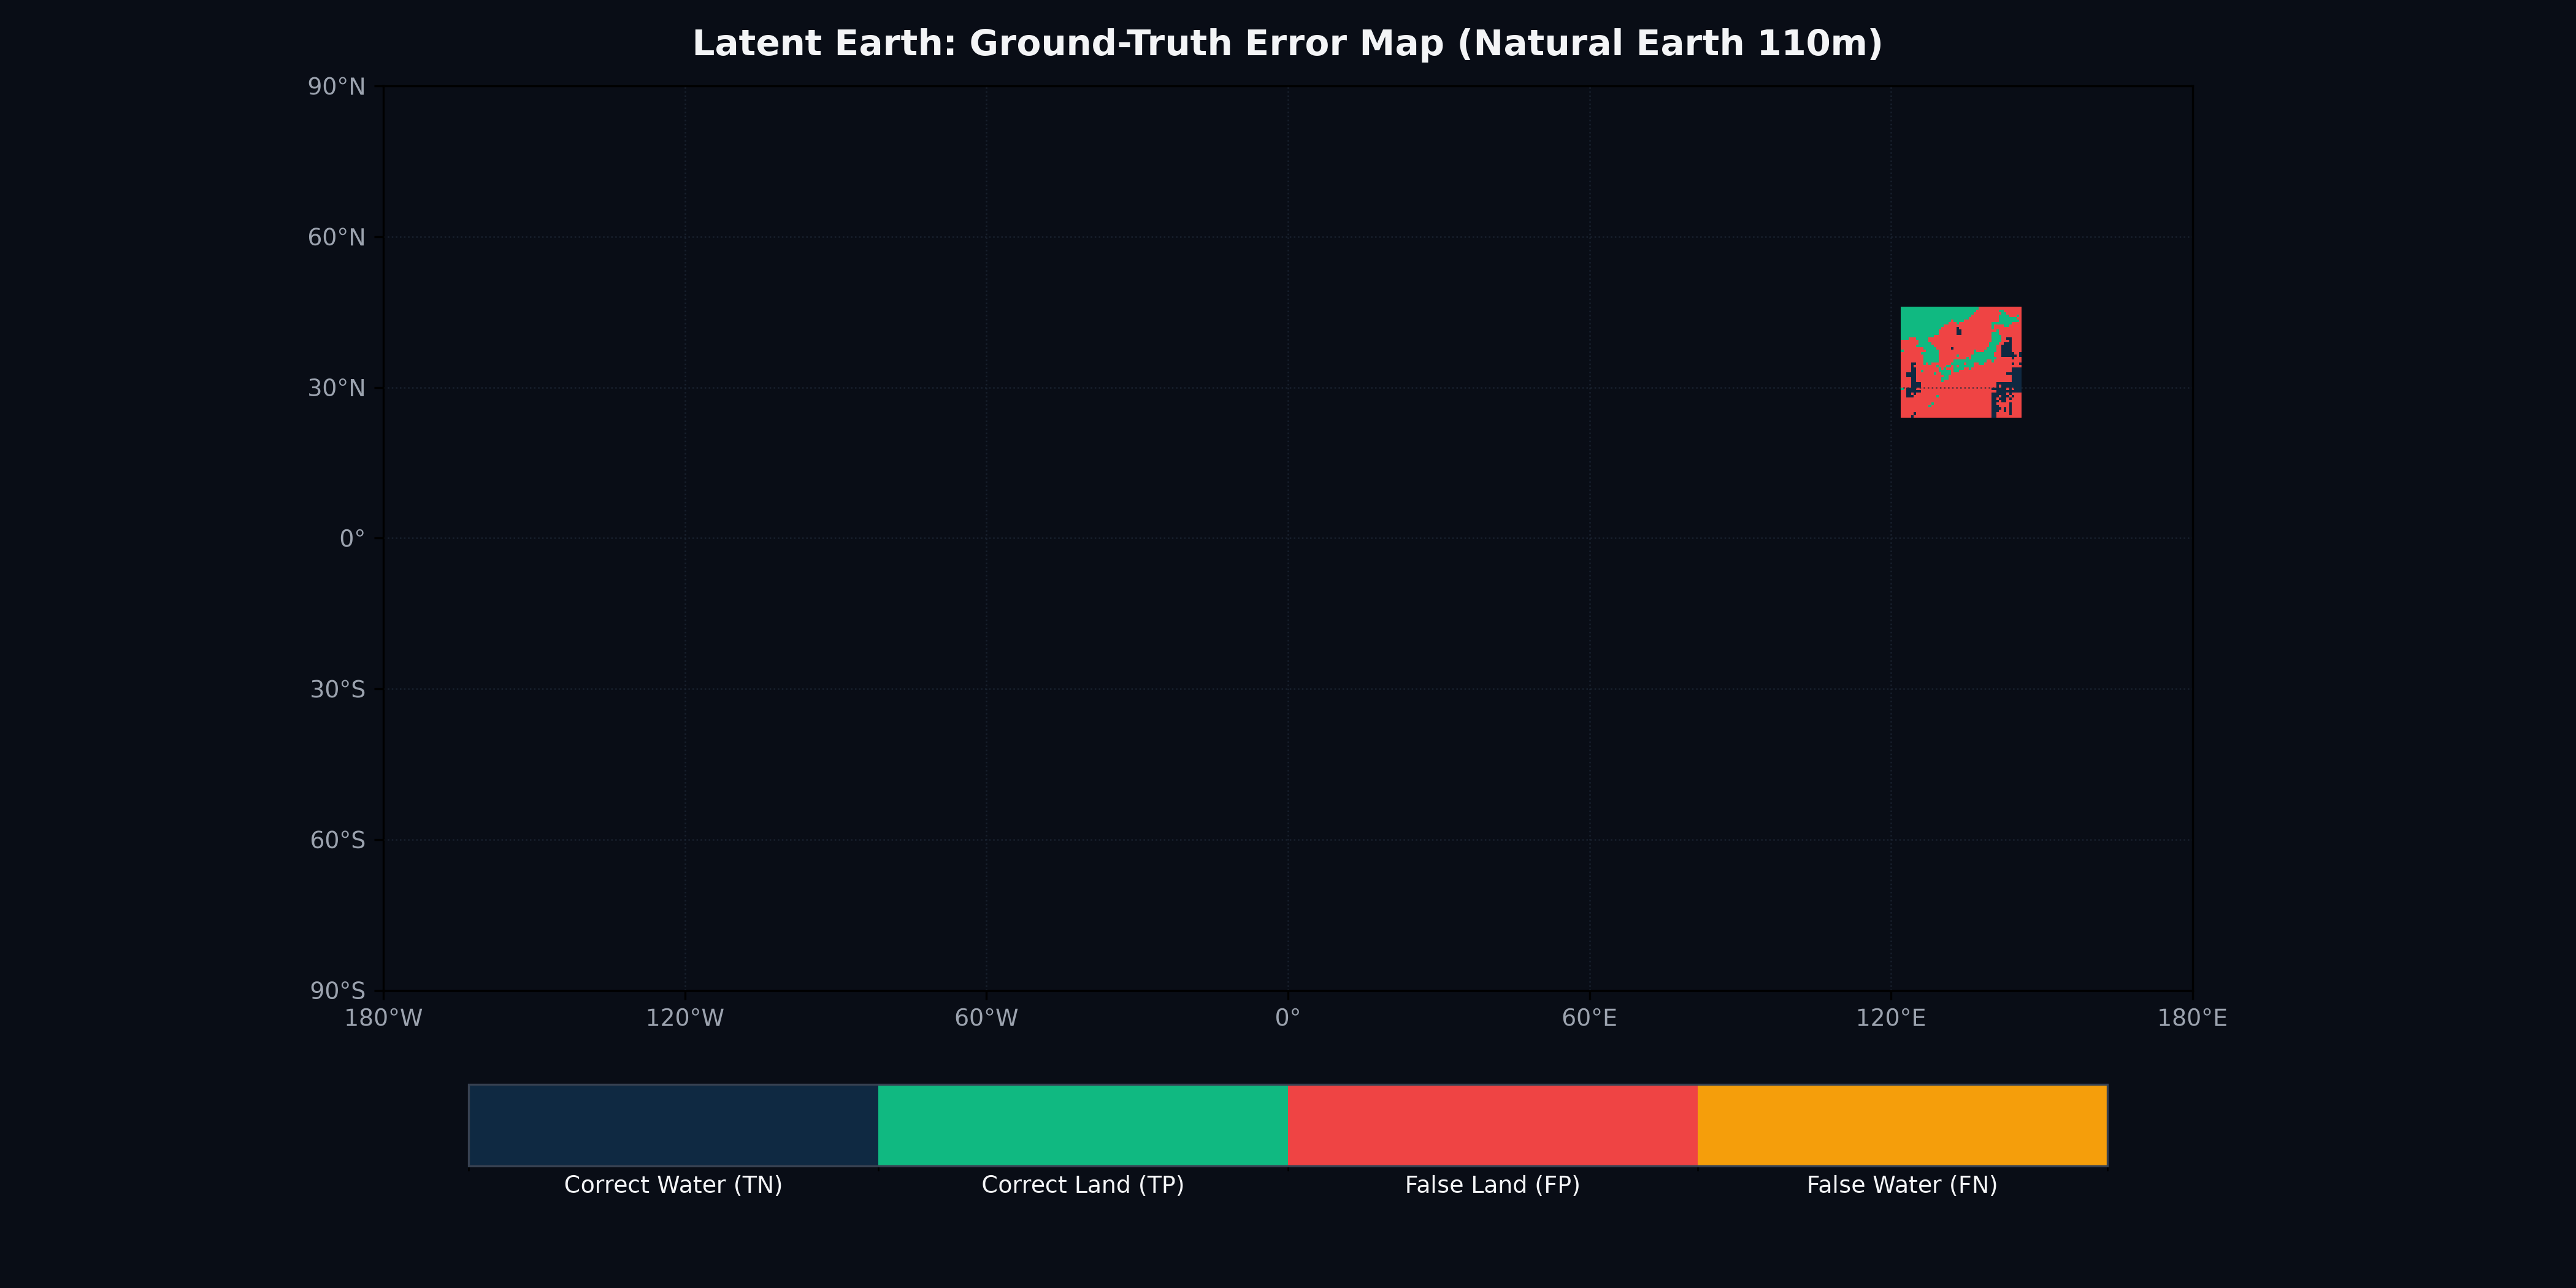 Latent Earth: Ground-Truth Error Map (Natural Earth 110m)
90°N
60°N
30°N
0°
30°S
60°S
90°S
180°W 120°W 60°W 0° 60°E 120°E 180°E
Correct Water (TN) Correct Land (TP) False Land (FP) False Water (FN)